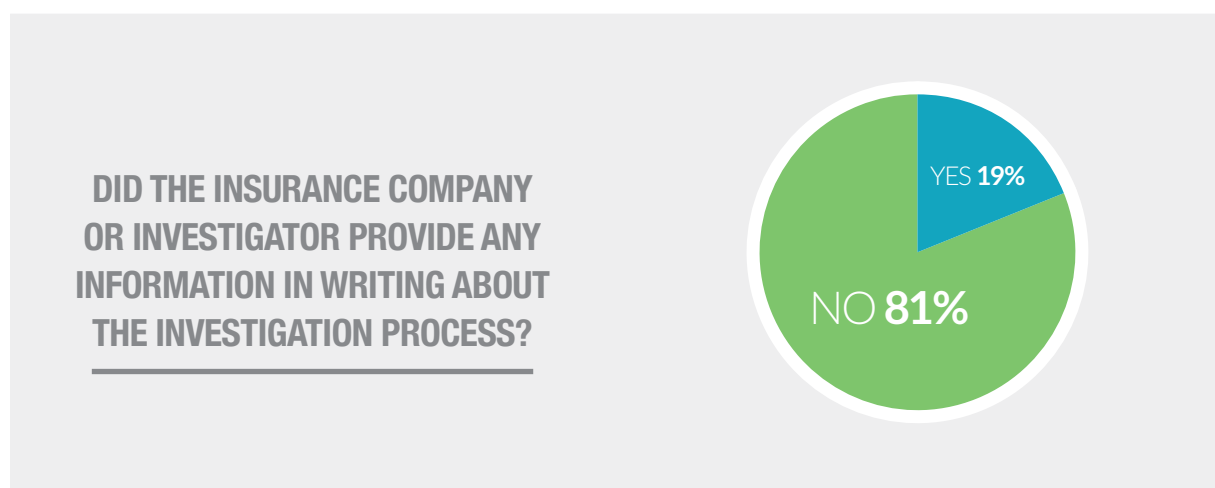 DID THE INSURANCE COMPANY
OR INVESTIGATOR PROVIDE ANY
INFORMATION IN WRITING ABOUT
THE INVESTIGATION PROCESS?
YES 19%
NO 81%